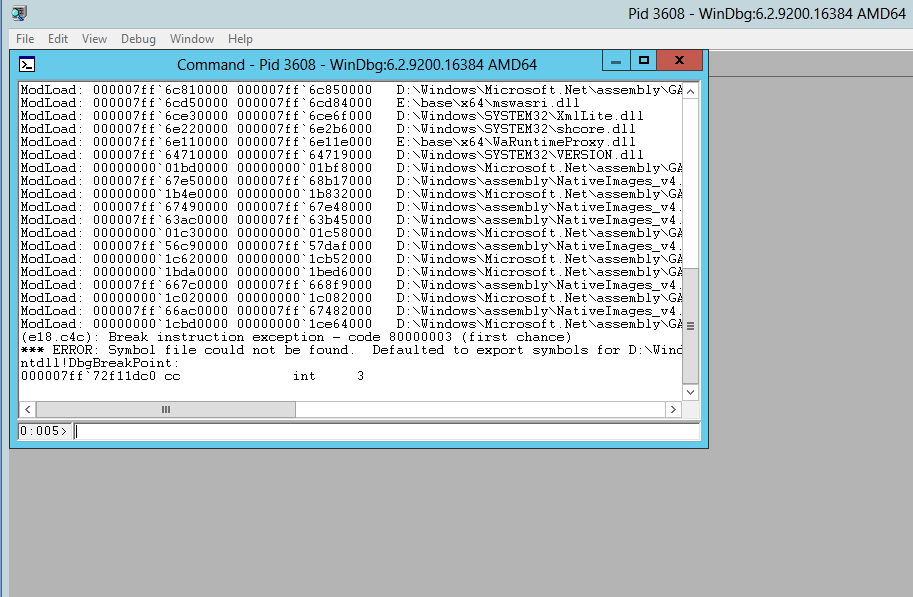 Pid 3608 - WinDbg:6.2.9200.16384 AMD64
File Edit View Debug Window Help
Command - Pid 3608 - WinDbg:6.2.9200.16384 AMD64
ModLoad: 000007ff`6c810000 000007ff`6c850000 D:\Windows\Microsoft.Net\assembly\GA
ModLoad: 000007ff`6cd50000 000007ff`6cd84000 E:\base\x64\mswasri.dll
ModLoad: 000007ff`6ce30000 000007ff`6ce6f000 D:\Windows\SYSTEM32\XmlLite.dll
ModLoad: 000007ff`6e220000 000007ff`6e2b6000 D:\Windows\SYSTEM32\shcore.dll
ModLoad: 000007ff`6e110000 000007ff`6e11e000 E:\base\x64\WaRuntimeProxy.dll
ModLoad: 000007ff`64710000 000007ff`64719000 D:\Windows\SYSTEM32\VERSION.dll
ModLoad: 00000000`01bd0000 00000000`01bf8000 D:\Windows\Microsoft.Net\assembly\GA
ModLoad: 000007ff`67e50000 000007ff`68b17000 D:\Windows\assembly\NativeImages_v4.
ModLoad: 00000000`1b4e0000 00000000`1b832000 D:\Windows\Microsoft.Net\assembly\GA
ModLoad: 000007ff`67490000 000007ff`67e48000 D:\Windows\assembly\NativeImages_v4.
ModLoad: 000007ff`63ac0000 000007ff`63b45000 D:\Windows\assembly\NativeImages_v4.
ModLoad: 00000000`01c30000 00000000`01c58000 D:\Windows\Microsoft.Net\assembly\GA
ModLoad: 000007ff`56c90000 000007ff`57daf000 D:\Windows\assembly\NativeImages_v4.
ModLoad: 00000000`1c620000 00000000`1cb52000 D:\Windows\Microsoft.Net\assembly\GA
ModLoad: 00000000`1bda0000 00000000`1bed6000 D:\Windows\Microsoft.Net\assembly\GA
ModLoad: 000007ff`667c0000 000007ff`668f9000 D:\Windows\assembly\NativeImages_v4.
ModLoad: 00000000`1c020000 00000000`1c082000 D:\Windows\Microsoft.Net\assembly\GA
ModLoad: 000007ff`66ac0000 000007ff`67482000 D:\Windows\assembly\NativeImages_v4.
ModLoad: 00000000`1cbd0000 00000000`1ce64000 D:\Windows\Microsoft.Net\assembly\GA
(e18.c4c): Break instruction exception - code 80000003 (first chance)
*** ERROR: Symbol file could not be found. Defaulted to export symbols for D:\Wind
ntdll!DbgBreakPoint:
000007ff`72f11dc0 cc int 3
0:005>